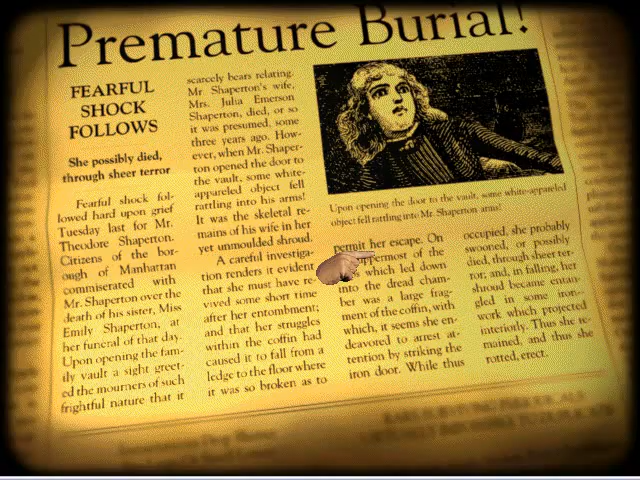 Premature Burial!
FEARFUL
SHOCK
FOLLOWS
She possibly died,
through sheer terror
Fearful shock fol-
lowed hard upon grief
Tuesday last for Mr.
Theodore Shaperton.
Citizens of the bor-
ough of Manhattan
commiserated with
Mr. Shaperton over the
death of his sister, Miss
Emily Shaperton, at
her funeral of that day.
Upon opening the fam-
ily vault a sight greet-
ed the mourners of such
frightful nature that it
scarcely bears relating.
Mr. Shaperton's wife,
Mrs. Julia Emerson
Shaperton, died, or so
it was presumed, some
three years ago. How-
ever, when Mr. Shaper-
ton opened the door to
the vault, some white-
appareled object fell
rattling into his arms!
It was the skeletal re-
mains of his wife in her
yet unmoulded shroud.
A careful investiga-
tion renders it evident
that she must have re-
vived some short time
after her entombment;
and that her struggles
within the coffin had
caused it to fall from a
ledge to the floor where
it was so broken as to
Upon opening the door to the vault, some white-appareled
object fell rattling into Mr. Shaperton arms!
permit her escape. On
uppermost of the
which led down
into the dread cham-
ber was a large frag-
ment of the coffin, with
which, it seems she en-
deavored to arrest at-
tention by striking the
iron door. While thus
occupied, she probably
swooned, or possibly
died, through sheer ter-
ror; and, in falling, her
shroud became entan-
gled in some iron-
work which projected
interiorly. Thus she re-
mained, and thus she
rotted, erect.